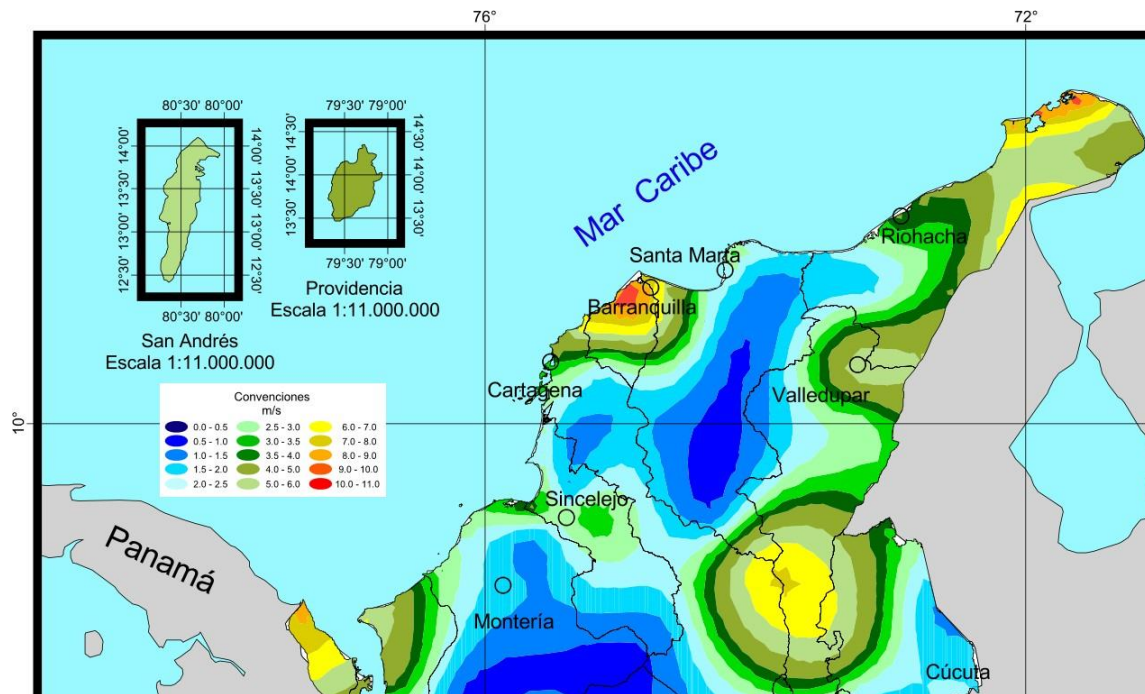 76°
72°
80°30' 80°00'
79°30' 79°00'
14°00'
13°30'
13°00'
12°30'
14°00'
13°30'
13°00'
12°30'
14°30'
14°00'
13°30'
14°30'
14°00'
13°30'
80°30' 80°00'
79°30' 79°00'
San Andrés
Escala 1:11.000.000
Providencia
Escala 1:11.000.000
Mar Caribe
Riohacha
Santa Marta
Barranquilla
Cartagena
Valledupar
10°
Convenciones
m/s
0.0 - 0.5
2.5 - 3.0
6.0 - 7.0
0.5 - 1.0
3.0 - 3.5
7.0 - 8.0
1.0 - 1.5
3.5 - 4.0
8.0 - 9.0
1.5 - 2.0
4.0 - 5.0
9.0 - 10.0
2.0 - 2.5
5.0 - 6.0
10.0 - 11.0
Sincelejo
Panamá
Montería
Cúcuta